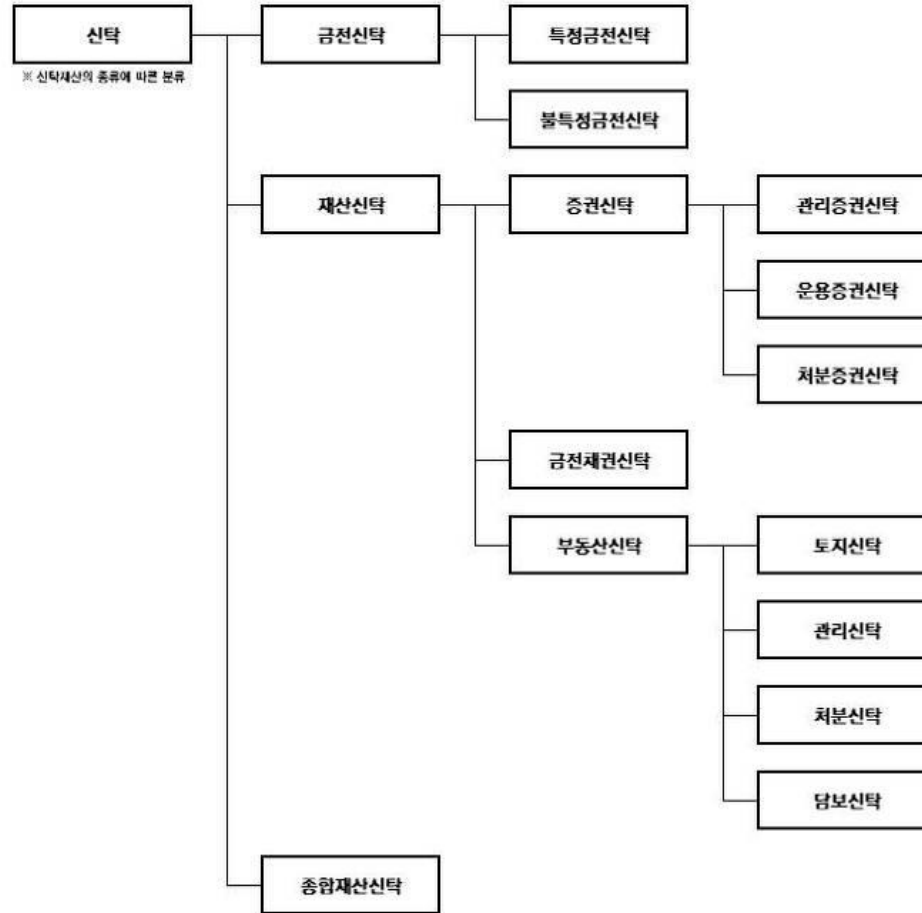 신탁
금전신탁
특정금전신탁
※ 신탁재산의 종류에 따른 분류
불특정금전신탁
재산신탁
증권신탁
관리증권신탁
운용증권신탁
처분증권신탁
금전채권신탁
부동산신탁
토지신탁
관리신탁
처분신탁
담보신탁
종합재산신탁